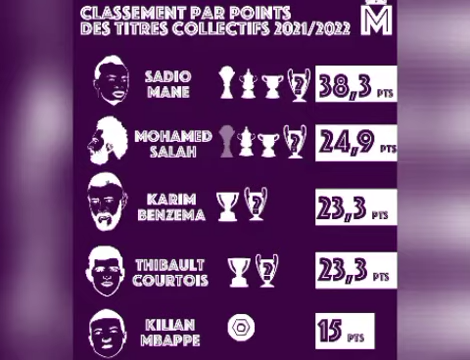 CLASSEMENT PAR POINTS
DES TITRES COLLECTIFS 2021/2022
M
SADIO
MANE
?
38,3 PTS
MOHAMED
SALAH
?
24,9 PTS
KARIM
BENZEMA
?
23,3 PTS
THIBAULT
COURTOIS
?
23,3 PTS
KILIAN
MBAPPE
15 PTS